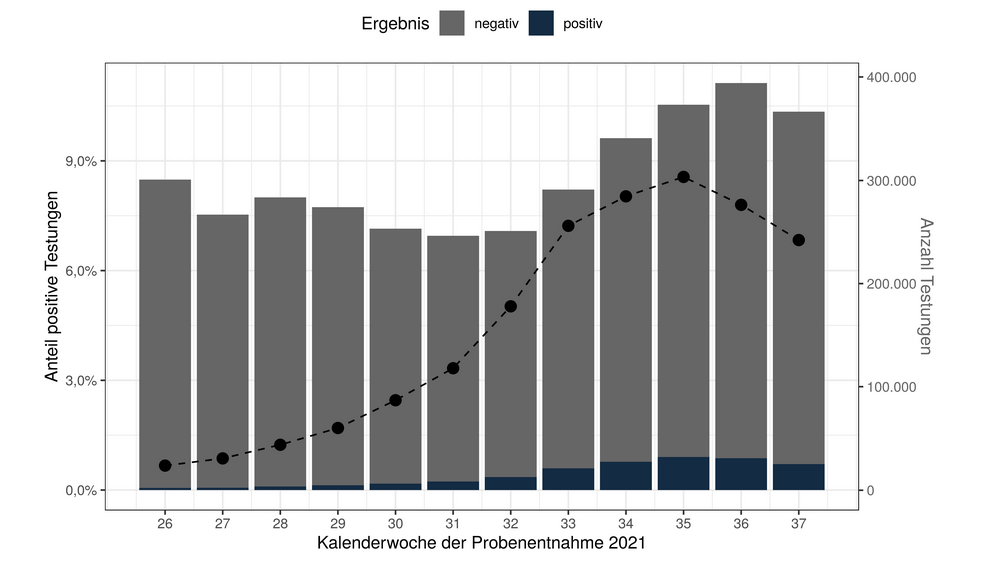 Ergebnis negativ positiv
Anteil positive Testungen
9,0%
6,0%
3,0%
0,0%
400.000
300.000
200.000
100.000
0
Anzahl Testungen
26 27 28 29 30 31 32 33 34 35 36 37
Kalenderwoche der Probenentnahme 2021